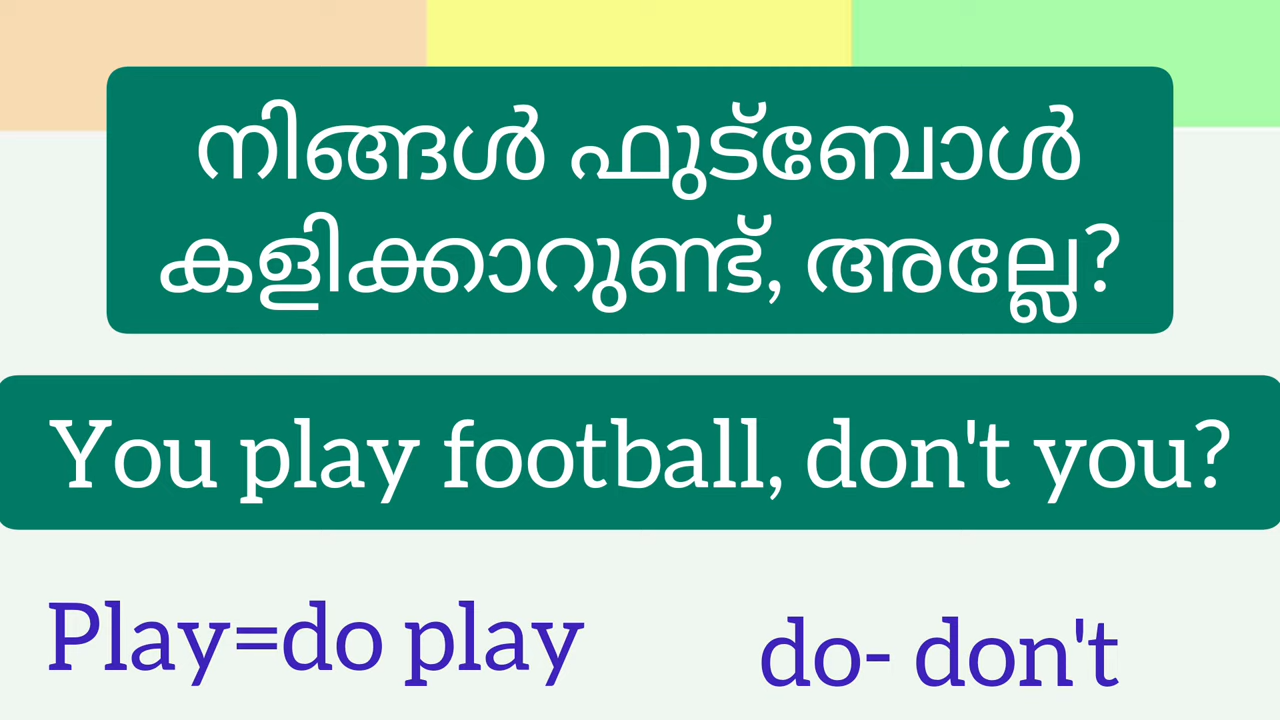 നിങ്ങൾ ഫുട്ബോൾ
കളിക്കാറുണ്ട്, അല്ലേ?
You play football, don't you?
Play=do play
do- don't